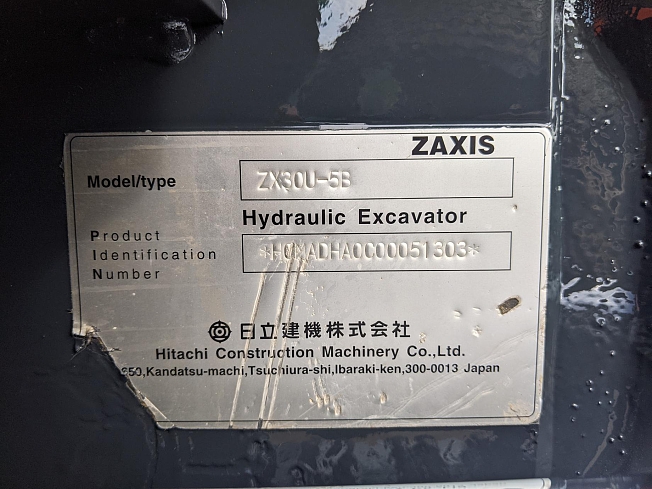 ZAXIS
Model/type ZX30U-5B
Hydraulic Excavator
Product
Identification *HCMADHA0C00051303*
Number
日立建機株式会社
Hitachi Construction Machinery Co.,Ltd.
650,Kandatsu-machi,Tsuchiura-shi,Ibaraki-ken,300-0013 Japan